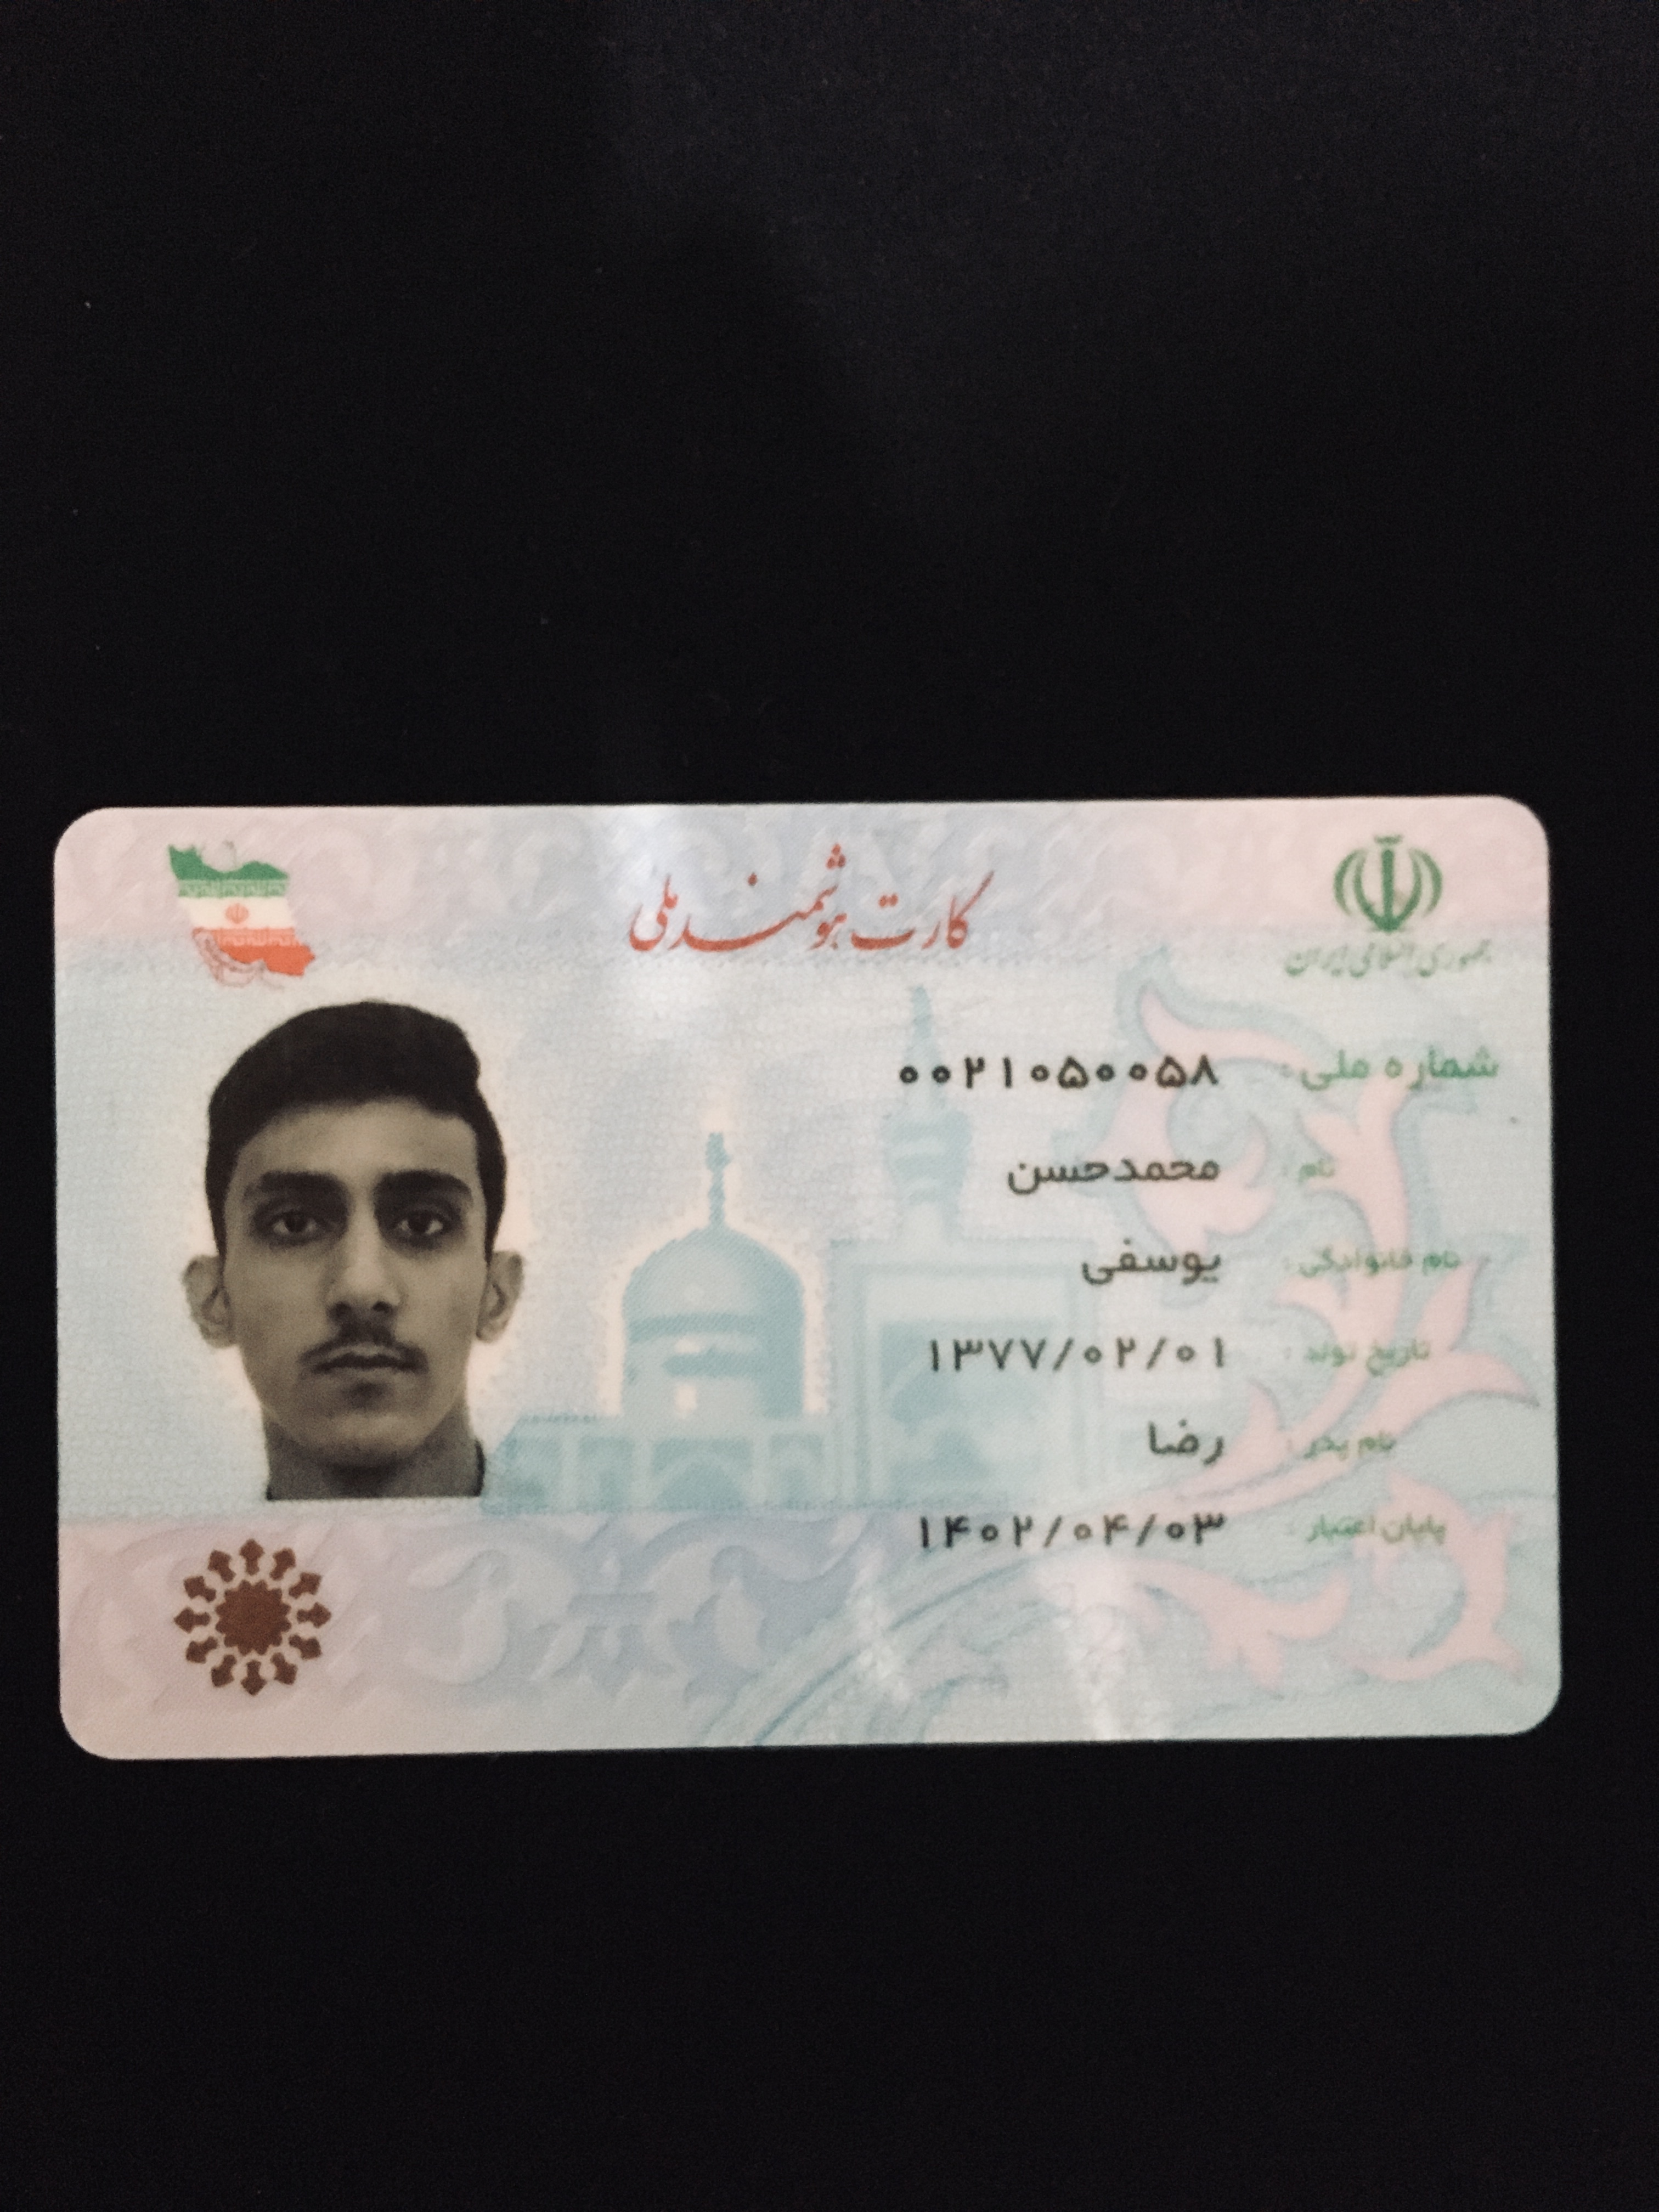 کارت هوشمند ملی
جمهوری اسلامی ایران
شماره ملی: ۰۰۲۱۰۵۰۰۵۸
نام: محمدحسن
نام خانوادگی: یوسفی
تاریخ تولد: ۱۳۷۷/۰۲/۰۱
نام پدر: رضا
پایان اعتبار: ۱۴۰۲/۰۴/۰۳